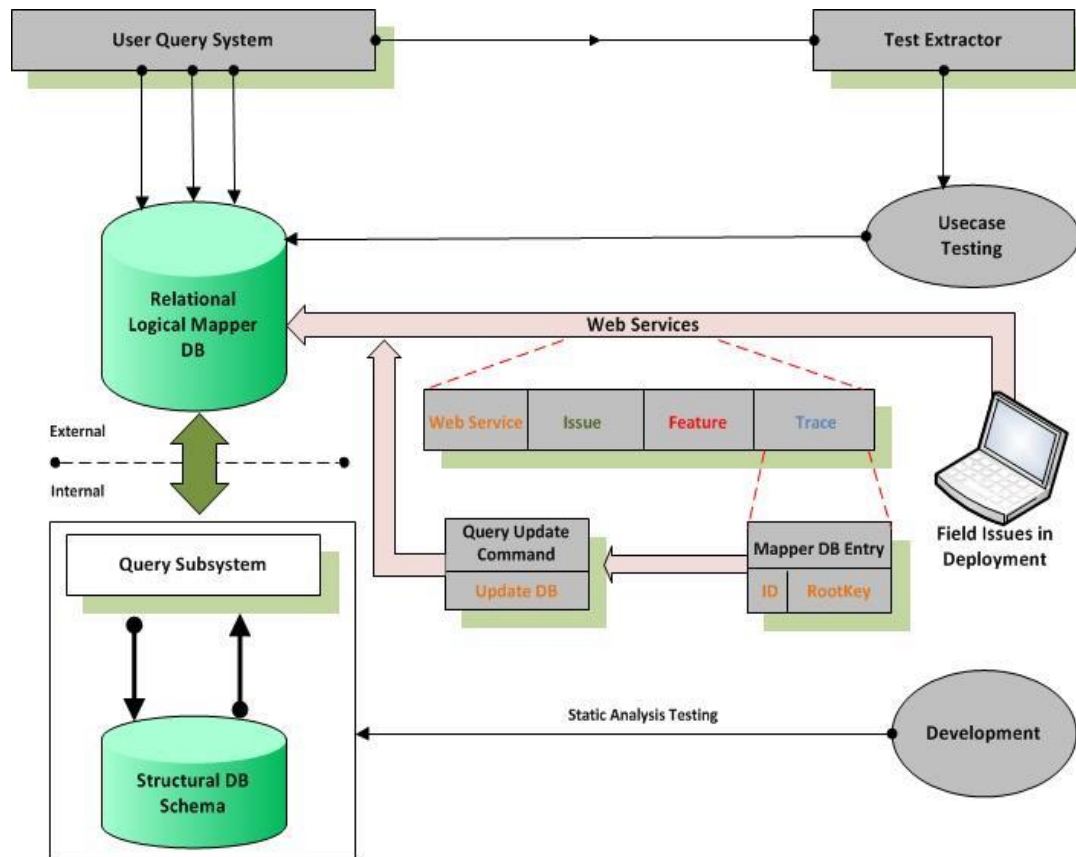 User Query System
Test Extractor
Usecase
Testing
Relational
Logical Mapper
DB
Web Services
Web Service
Issue
Feature
Trace
External
Internal
Field Issues in
Deployment
Query Update
Command
Update DB
Mapper DB Entry
ID
RootKey
Query Subsystem
Static Analysis Testing
Development
Structural DB
Schema